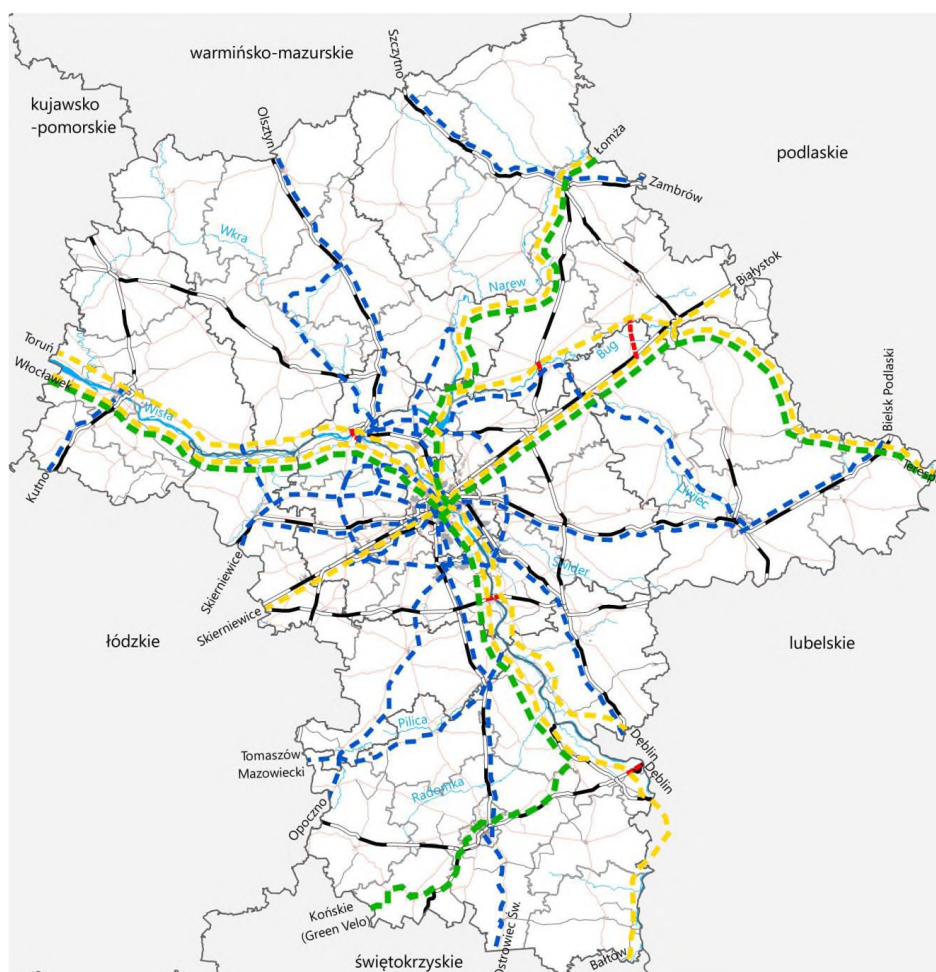 warmińsko-mazurskie
Szczytno
kujawsko
-pomorskie
Olsztyn
Łomża
podlaskie
Zambrów
Wkra
Białystok
Narew
Toruń
Włocławek
Bug
Wisła
Bielsk Podlaski
Kutno
Liwiec
Skierniewice
Świder
Skierniewice
łódzkie
lubelskie
Pilica
Dęblin
Tomaszów
Mazowiecki
Dęblin
Radomka
Opoczno
Końskie
(Green Velo)
Ostrowiec Św.
Bałtów
świętokrzyskie